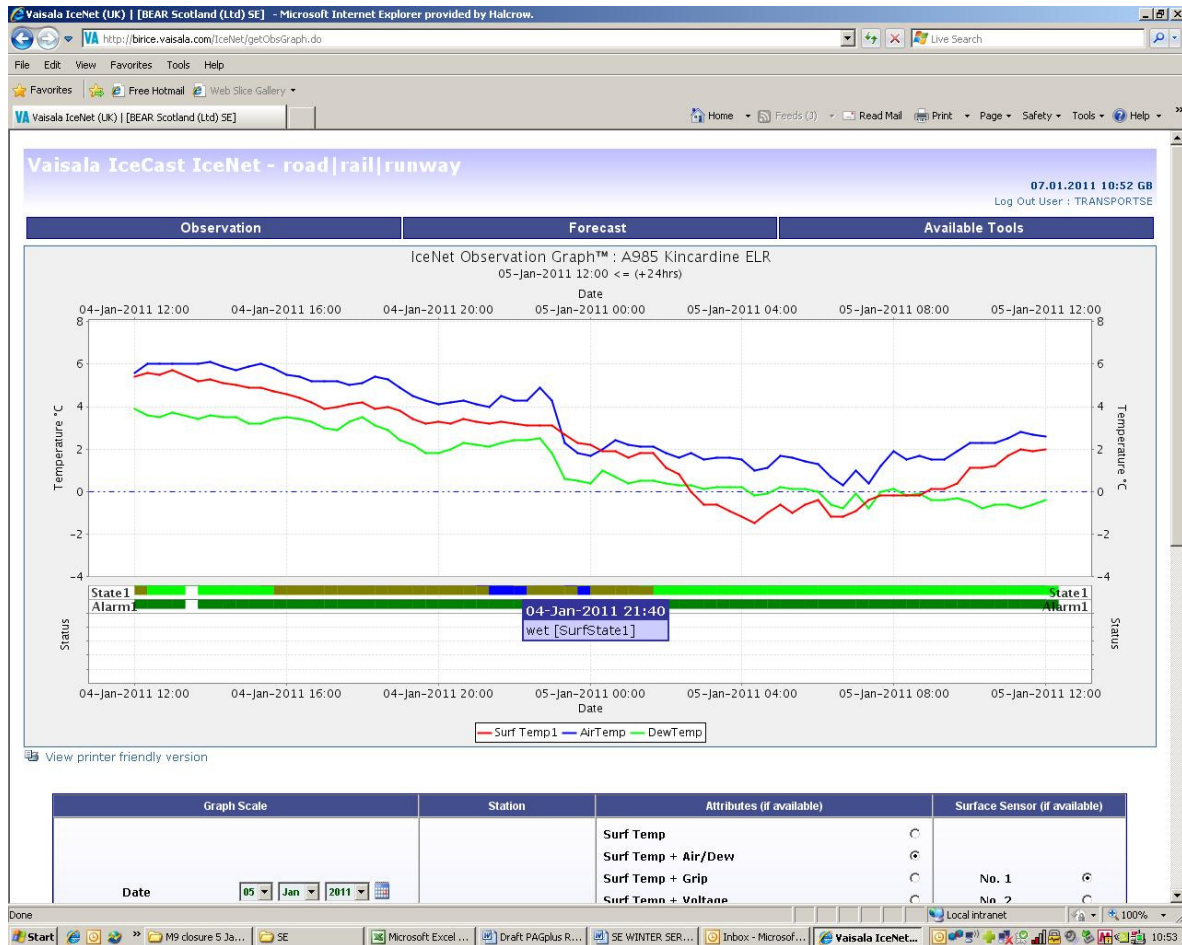 Vaisala IceNet (UK) | [BEAR Scotland (Ltd) SE] - Microsoft Internet Explorer provided by Halcrow.
VA http://birice.vaisala.com/IceNet/getObsGraph.do Live Search
File Edit View Favorites Tools Help
Favorites Free Hotmail Web Slice Gallery
VA Vaisala IceNet (UK) | [BEAR Scotland (Ltd) SE] Home Feeds (J) Read Mail Print Page Safety Tools Help »
Vaisala IceCast IceNet - road|rail|runway
07.01.2011 10:52 GB
Log Out User : TRANSPORTSE
Observation Forecast Available Tools
IceNet Observation Graph™ : A985 Kincardine ELR
05-Jan-2011 12:00 <= (+24hrs)
Date
04-Jan-2011 12:00 04-Jan-2011 16:00 04-Jan-2011 20:00 05-Jan-2011 00:00 05-Jan-2011 04:00 05-Jan-2011 08:00 05-Jan-2011 12:00
8 8
6 6
4 4
Temperature °C Temperature °C
2 2
0 0
-2 -2
-4 -4
State1 State1
Alarm1 Alarm1
04-Jan-2011 21:40
wet [SurfState1]
Status Status
04-Jan-2011 12:00 04-Jan-2011 16:00 04-Jan-2011 20:00 05-Jan-2011 00:00 05-Jan-2011 04:00 05-Jan-2011 08:00 05-Jan-2011 12:00
Date
Surf Temp1 AirTemp DewTemp
View printer friendly version
Graph Scale Station Attributes (if available) Surface Sensor (if available)
Surf Temp
Surf Temp + Air/Dew
Surf Temp + Grip No. 1
Date 05 Jan 2011
Surf Temp + Voltage No. 2
Done Local intranet 100%
Start » M9 closure 5 Ja... SE Microsoft Excel ... Draft PAGplus R... SE WINTER SER... Inbox - Microsof... Vaisala IceNet... 10:53